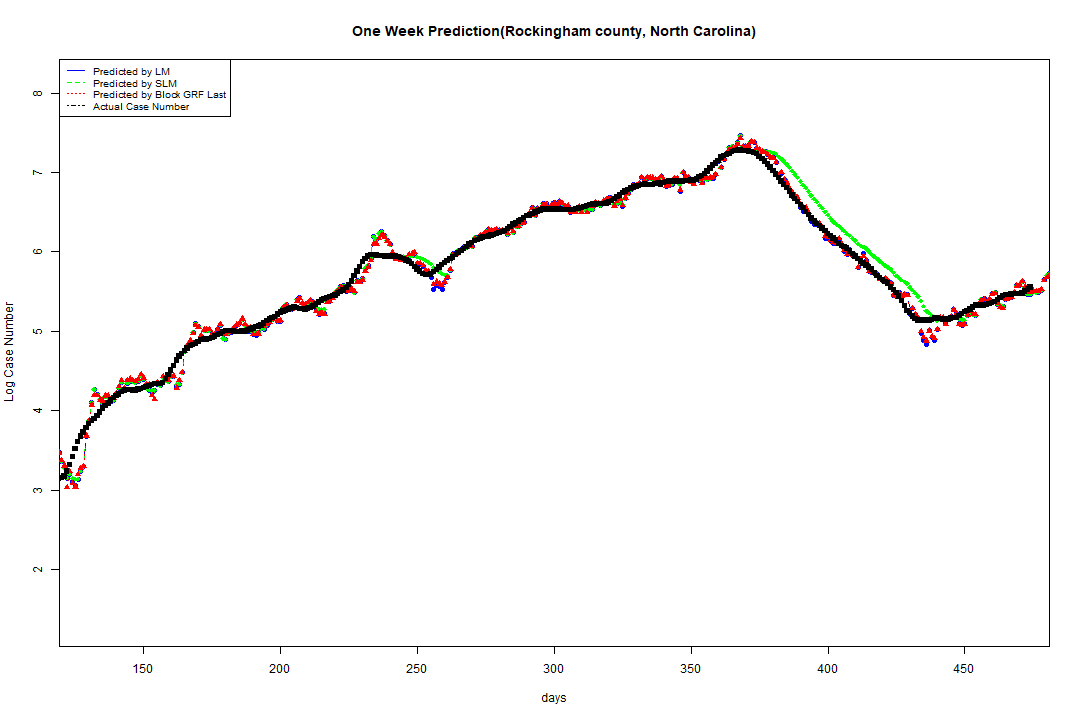 One Week Prediction(Rockingham county, North Carolina)
Predicted by LM
Predicted by SLM
Predicted by Block GRF Last
Actual Case Number
8
7
6
5
4
3
2
Log Case Number
150 200 250 300 350 400 450
days